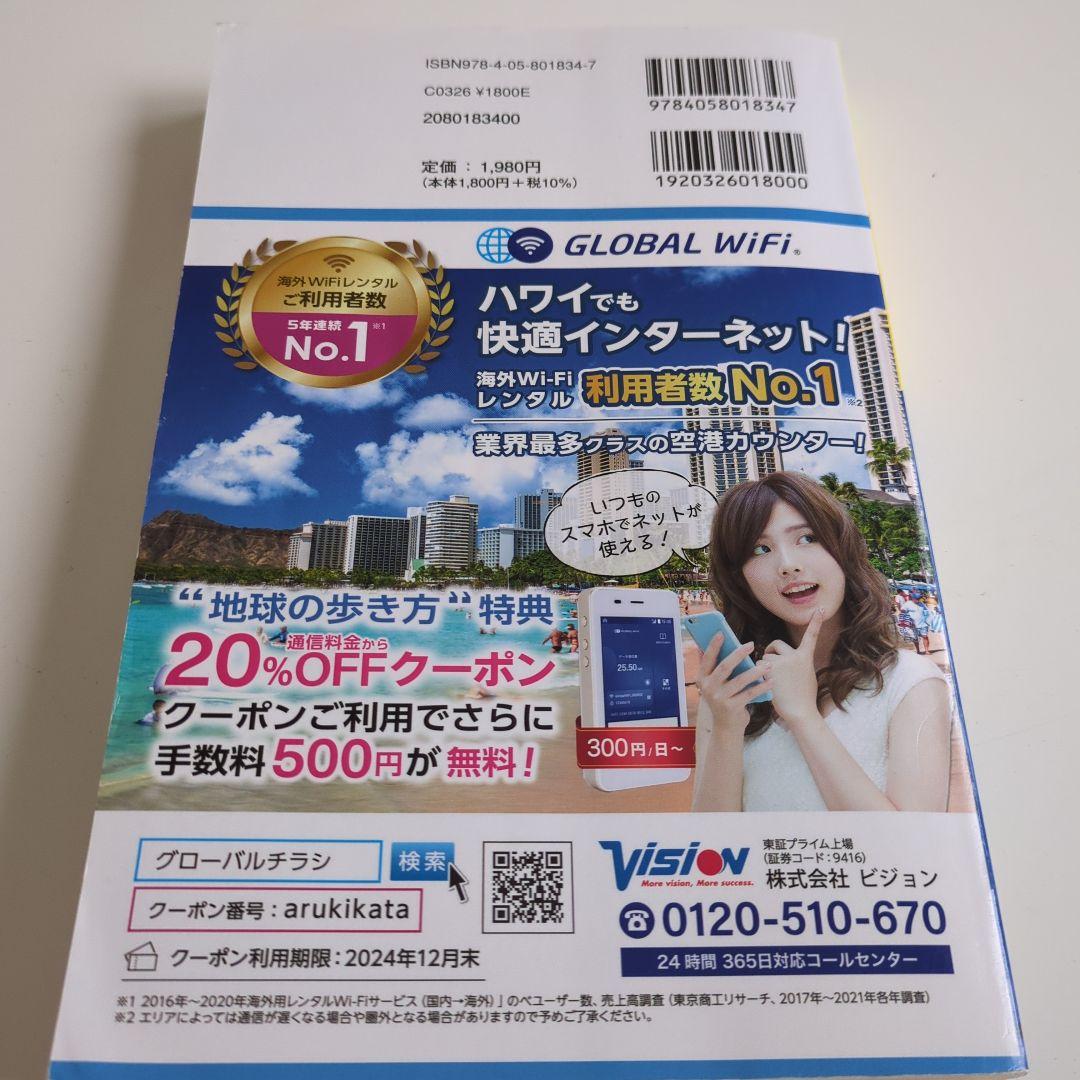 ISBN978-4-05-801834-7
C0326 ¥1800E
2080183400
定価 : 1,980円
(本体1,800円+税10%)
9784058018347
1920326018000
GLOBAL WiFi®
海外WiFiレンタル
ご利用者数
5年連続
No.1※1
ハワイでも
快適インターネット!
海外Wi-Fi
レンタル
利用者数No.1
※2
業界最多クラスの空港カウンター!
いつもの
スマホでネットが
使える!
“地球の歩き方”特典
通信料金から
20%OFFクーポン
クーポンご利用でさらに
手数料500円が無料!
25.50
300円/日~
グローバルチラシ
検索
クーポン番号:arukikata
クーポン利用期限:2024年12月末
VISION
More vision, More success.
東証プライム上場
(証券コード:9416)
株式会社 ビジョン
0120-510-670
24時間 365日対応コールセンター
※1 2016年~2020年海外用レンタルWi-Fiサービス(国内→海外)」のべユーザー数、売上高調査(東京商工リサーチ、2017年~2021年各年調査)
※2 エリアによっては通信が遅くなる場合や圏外となる場合がありますので予めご了承ください。